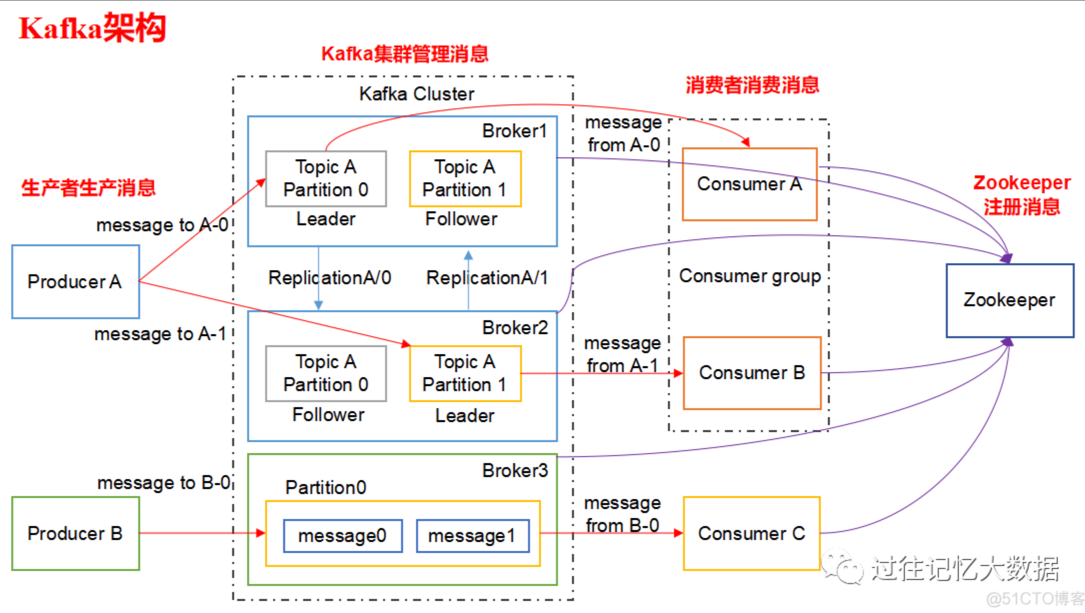 Kafka架构
Kafka集群管理消息
消费者消费消息
Kafka Cluster
Broker1
message
from A-0
Topic A
Partition 0
Leader
Topic A
Partition 1
Follower
Consumer A
Zookeeper
注册消息
生产者生产消息
message to A-0
Producer A
message to A-1
ReplicationA/0
ReplicationA/1
Consumer group
Zookeeper
Broker2
Topic A
Partition 0
Follower
Topic A
Partition 1
Leader
message
from A-1
Consumer B
Broker3
message to B-0
Partition0
Producer B
message0
message1
message
from B-0
Consumer C
过往记忆大数据
@51CTO博客